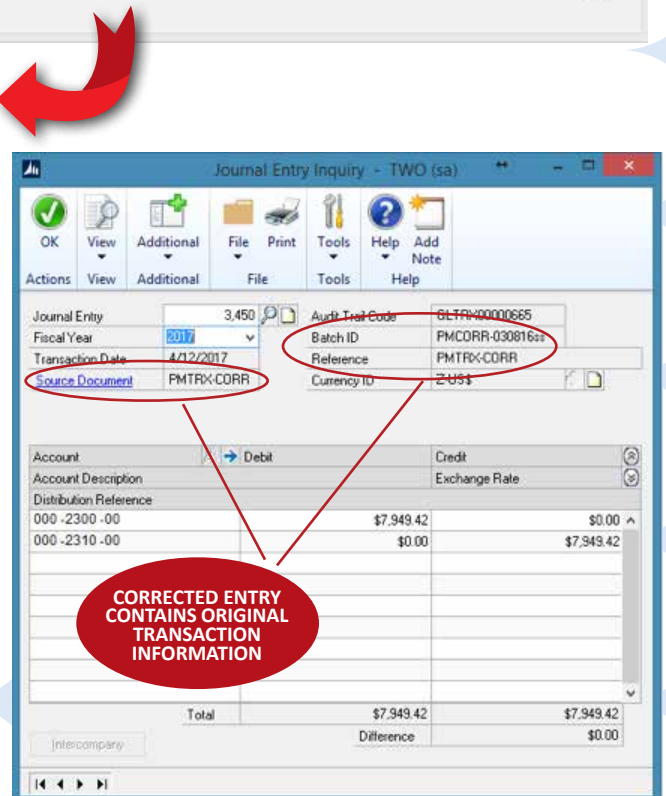 Journal Entry Inquiry - TWO (sa)
OK View Additional File Print Tools Help Add Note
Actions View Additional File Tools Help
Journal Entry 3,450 Audit Trail Code GLTRX00000665
Fiscal Year 2017 Batch ID PMCORR-030816ss
Transaction Date 4/12/2017 Reference PMTRX-CORR
Source Document PMTRX-CORR Currency ID Z-US$
Account Debit Credit
Account Description Exchange Rate
Distribution Reference
000 -2300 -00 $7,949.42 $0.00
000 -2310 -00 $0.00 $7,949.42
CORRECTED ENTRY
CONTAINS ORIGINAL
TRANSACTION
INFORMATION
Total $7,949.42 $7,949.42
Intercompany Difference $0.00